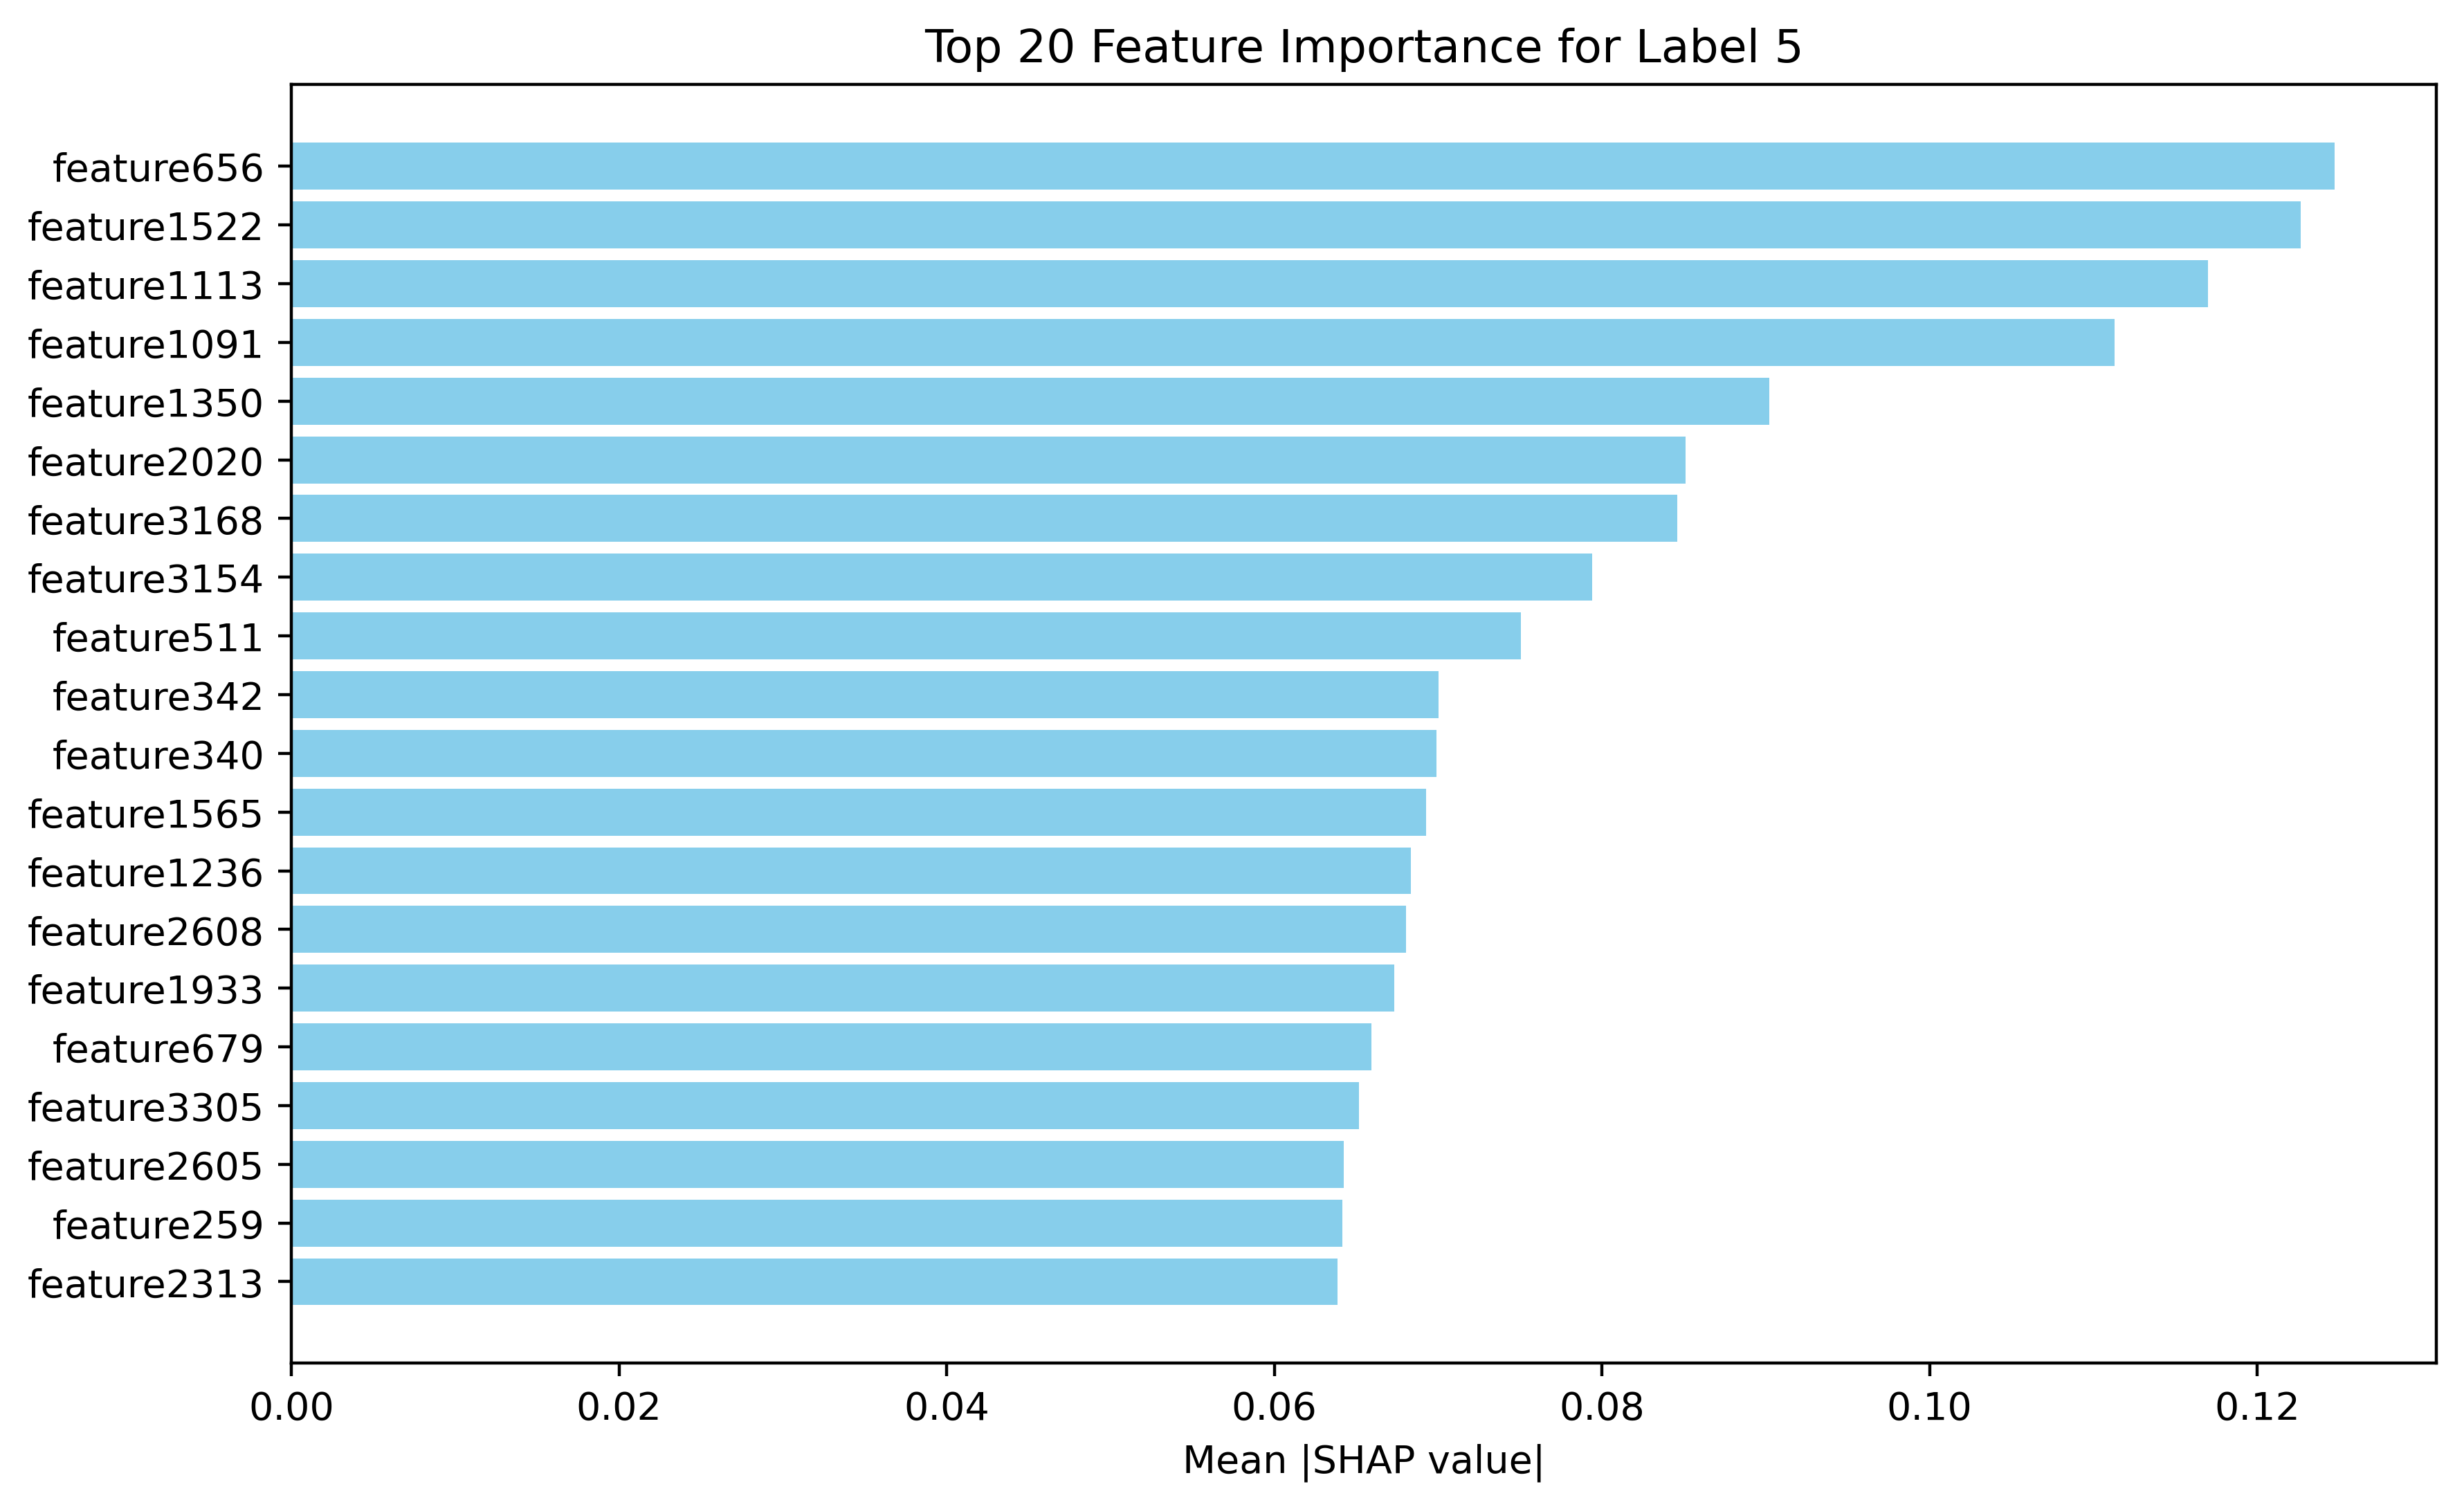 Top 20 Feature Importance for Label 5
feature656
feature1522
feature1113
feature1091
feature1350
feature2020
feature3168
feature3154
feature511
feature342
feature340
feature1565
feature1236
feature2608
feature1933
feature679
feature3305
feature2605
feature259
feature2313
0.00 0.02 0.04 0.06 0.08 0.10 0.12
Mean |SHAP value|